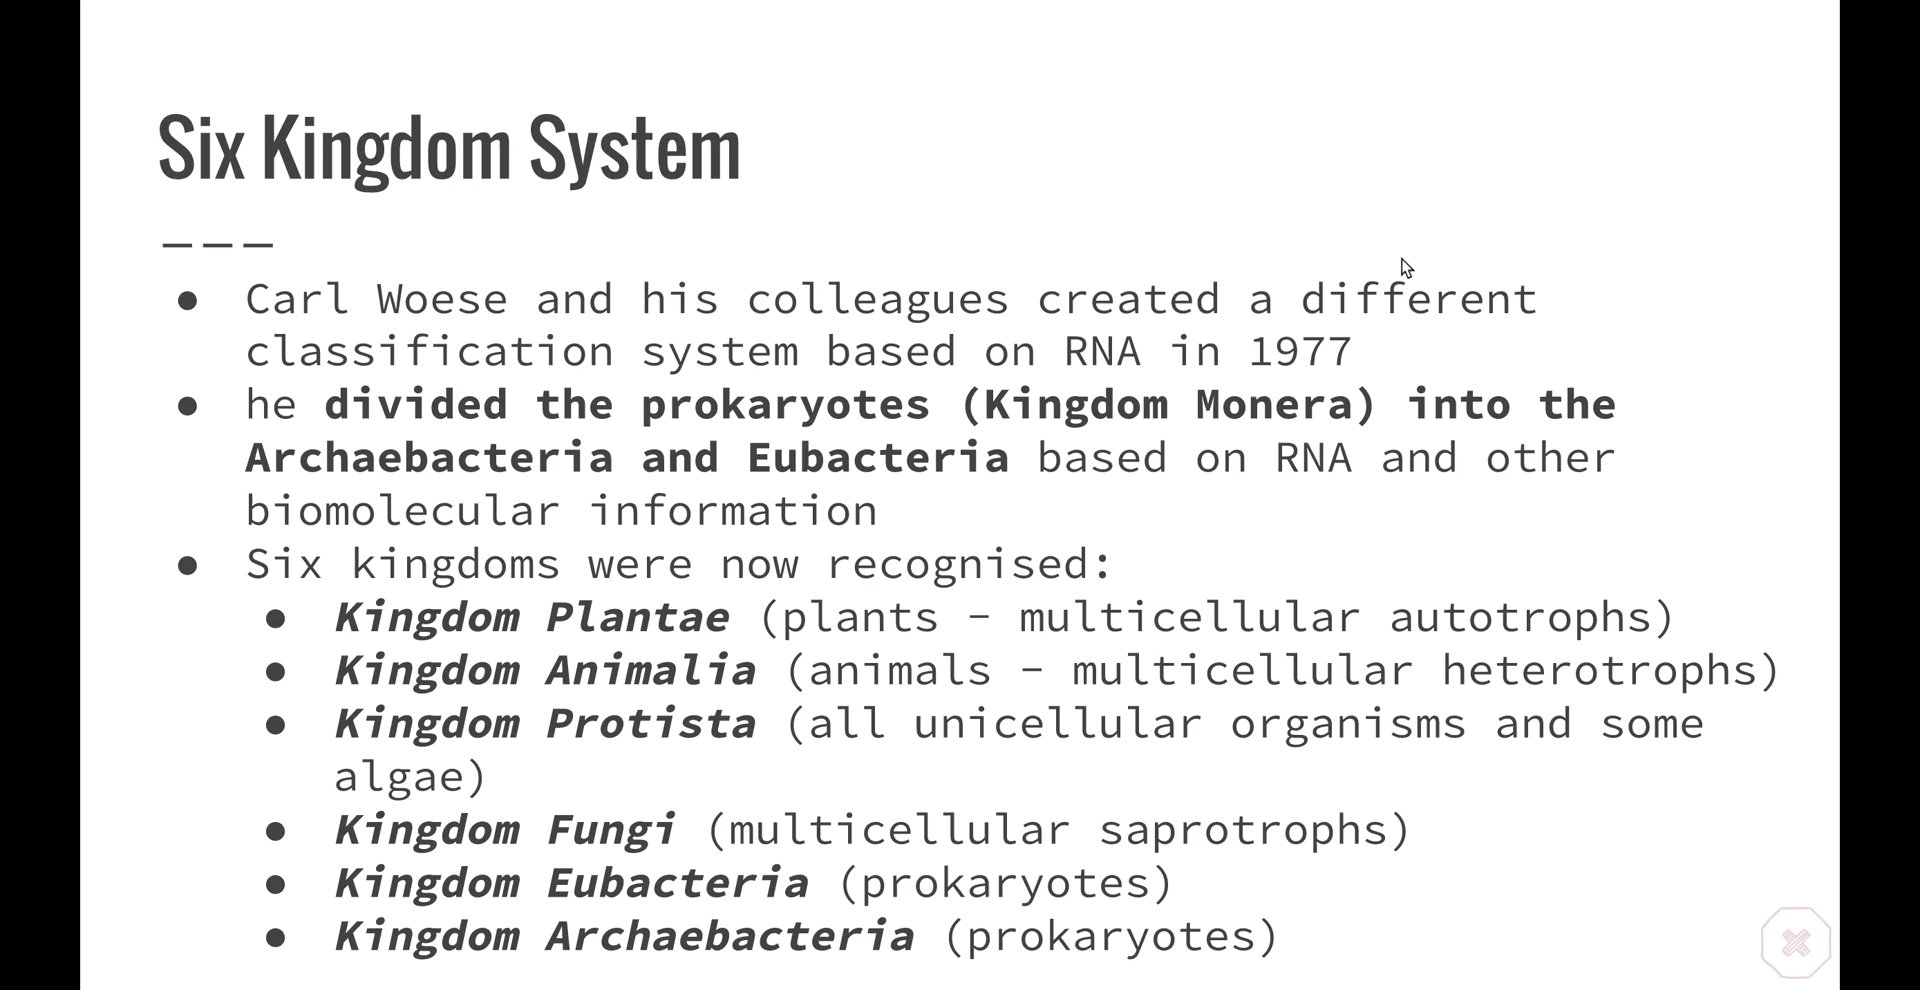 Six Kingdom System
● Carl Woese and his colleagues created a different
classification system based on RNA in 1977
● he divided the prokaryotes (Kingdom Monera) into the
Archaebacteria and Eubacteria based on RNA and other
biomolecular information
● Six kingdoms were now recognised:
● Kingdom Plantae (plants – multicellular autotrophs)
● Kingdom Animalia (animals – multicellular heterotrophs)
● Kingdom Protista (all unicellular organisms and some
algae)
● Kingdom Fungi (multicellular saprotrophs)
● Kingdom Eubacteria (prokaryotes)
● Kingdom Archaebacteria (prokaryotes)